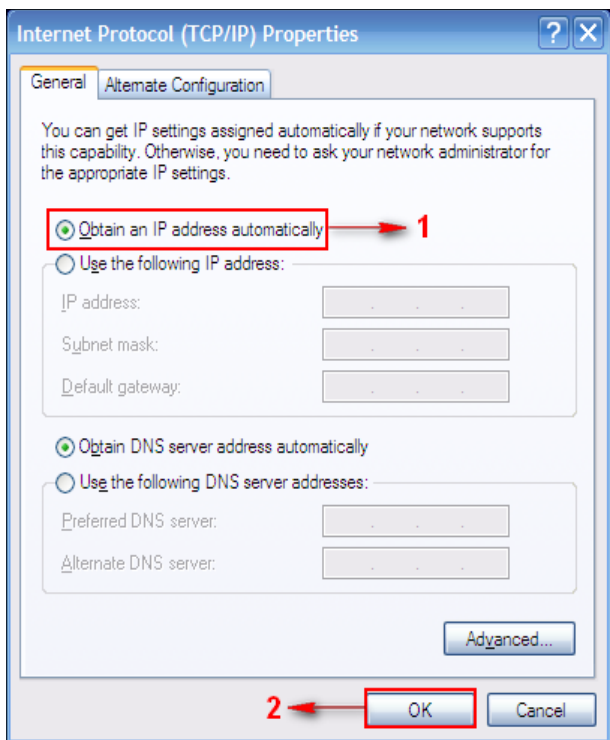 Internet Protocol (TCP/IP) Properties
General
Alternate Configuration
You can get IP settings assigned automatically if your network supports
this capability. Otherwise, you need to ask your network administrator for
the appropriate IP settings.
Obtain an IP address automatically
1
Use the following IP address:
IP address:
Subnet mask:
Default gateway:
Obtain DNS server address automatically
Use the following DNS server addresses:
Preferred DNS server:
Alternate DNS server:
Advanced...
2
OK
Cancel